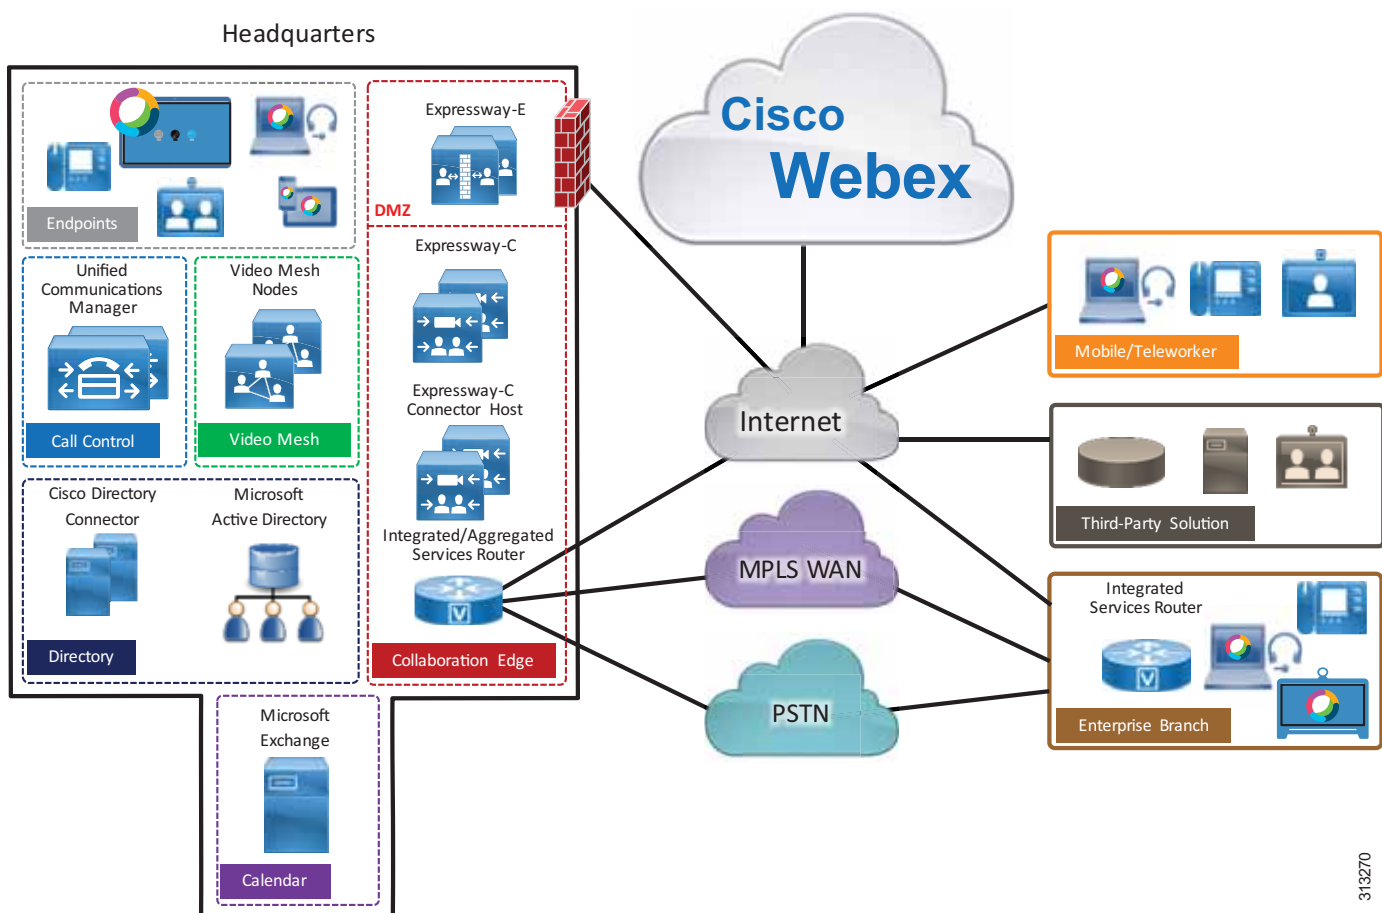 Headquarters
Expressway-E
DMZ
Endpoints
Expressway-C
Unified
Communications
Manager
Call Control
Video Mesh
Nodes
Video Mesh
Expressway-C
Connector Host
Cisco Directory
Connector
Microsoft
Active Directory
Directory
Integrated/Aggregated
Services Router
V
Collaboration Edge
Microsoft
Exchange
Calendar
Cisco
Webex
Internet
MPLS WAN
PSTN
Mobile/Teleworker
Third-Party Solution
Integrated
Services Router
V
Enterprise Branch
313270